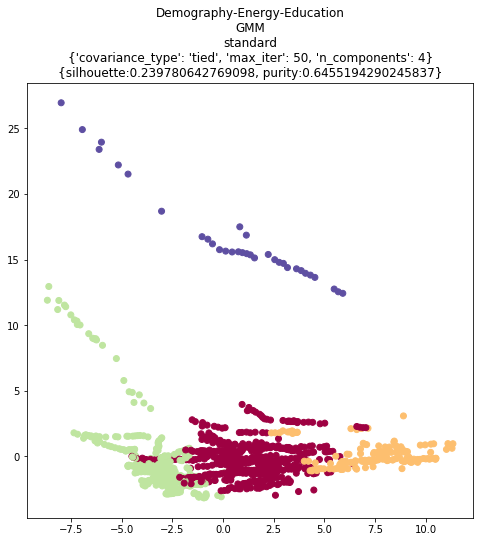 Demography-Energy-Education
GMM
standard
{'covariance_type': 'tied', 'max_iter': 50, 'n_components': 4}
{silhouette:0.239780642769098, purity:0.6455194290245837}
25
20
15
10
5
0
−7.5 −5.0 −2.5 0.0 2.5 5.0 7.5 10.0